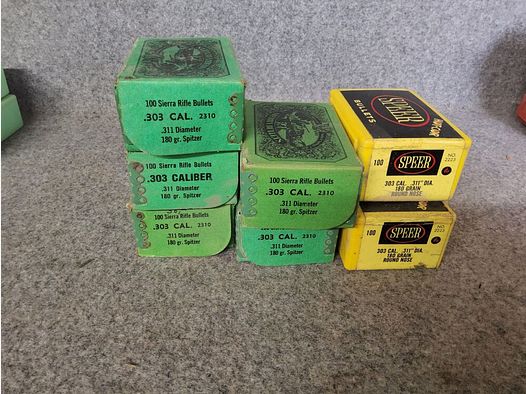 100 Sierra Rifle Bullets
.303 CAL. 2310
.311 Diameter
180 gr. Spitzer
100 Sierra Rifle Bullets
.303 CALIBER
.311 Diameter
180 gr. Spitzer
100 Sierra Rifle Bullets
.303 CAL. 2310
.311 Diameter
180 gr. Spitzer
100 Sierra Rifle Bullets
.303 CAL. 2310
.311 Diameter
180 gr. Spitzer
.303 CAL. 2310
.311 Diameter
180 gr. Spitzer
SPEER
BULLETS
100 SPEER NO. 2223
303 CAL. .311" DIA.
180 GRAIN
ROUND NOSE
100 SPEER NO. 2223
303 CAL. .311" DIA.
180 GRAIN
ROUND NOSE